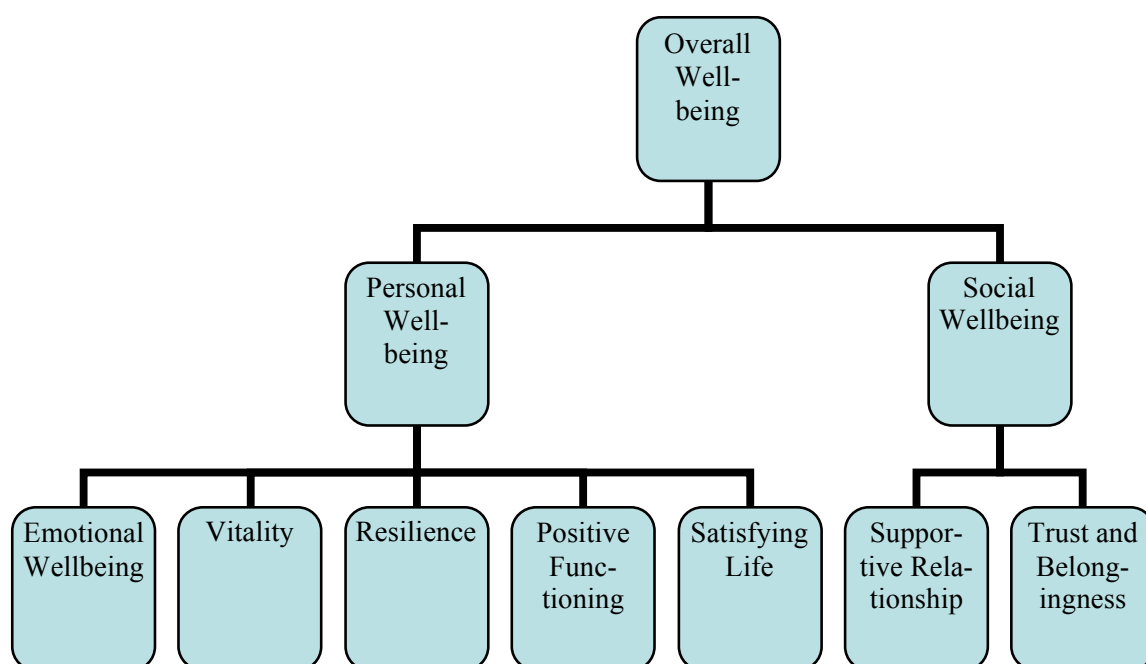 Overall
Well-
being
Personal
Well-
being
Social
Wellbeing
Emotional
Wellbeing
Vitality
Resilience
Positive
Func-
tioning
Satisfying
Life
Suppor-
tive Rela-
tionship
Trust and
Belong-
ingness